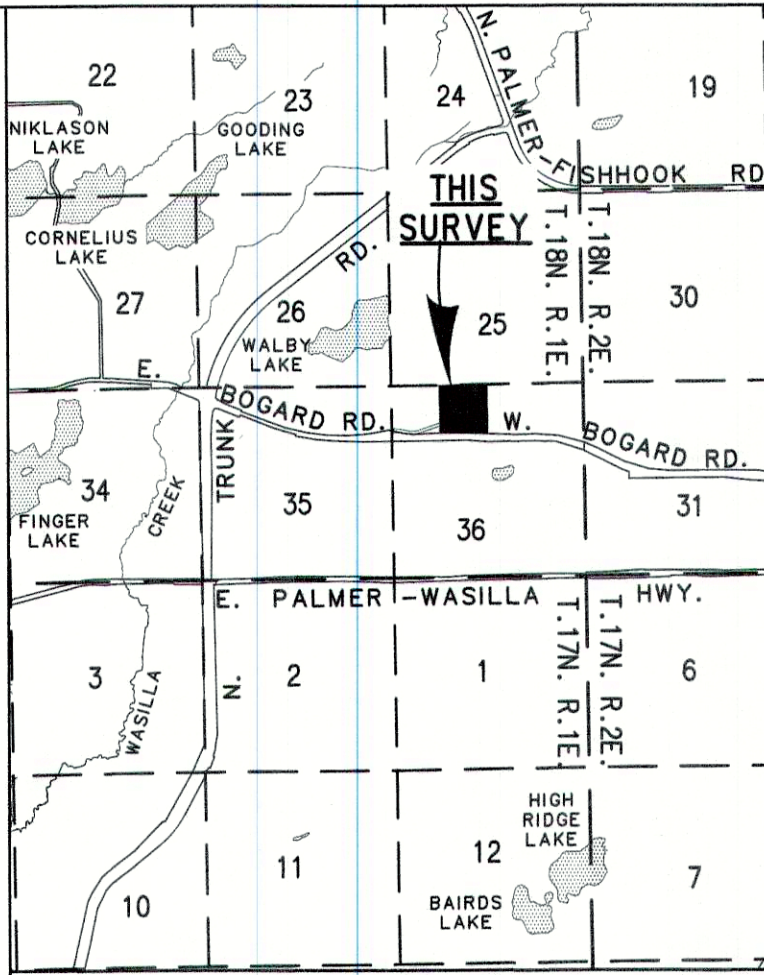 22
23
24
19
N. PALMER-FISHHOOK RD
NIKLASON
LAKE
GOODING
LAKE
THIS
SURVEY
CORNELIUS
LAKE
27
26
RD.
WALBY
LAKE
25
T.18N. R.1E.
T.18N. R.2E.
30
E.
BOGARD RD.
W.
BOGARD RD.
34
FINGER
LAKE
CREEK
TRUNK
35
36
31
E. PALMER-WASILLA HWY.
3
WASILLA
N.
2
1
T.17N. R.1E.
T.17N. R.2E.
6
HIGH
RIDGE
LAKE
10
11
12
BAIRDS
LAKE
7